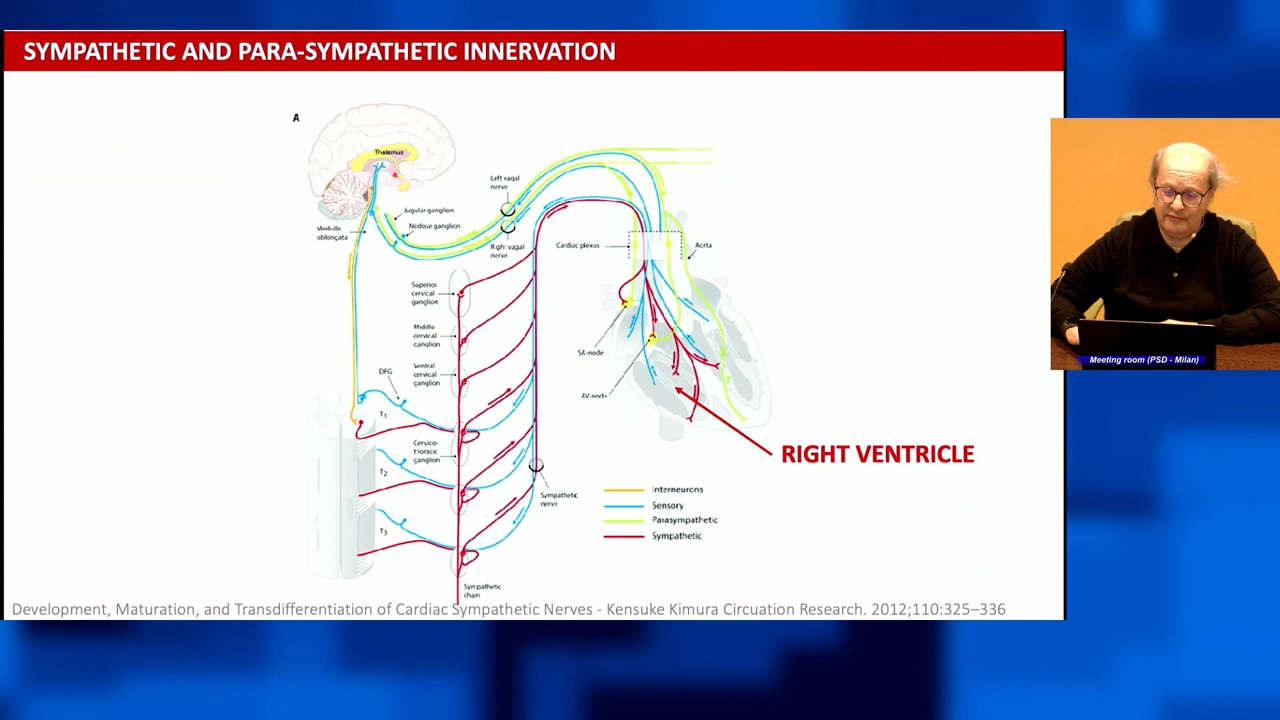 SYMPATHETIC AND PARA-SYMPATHETIC INNERVATION
A
Thalamus
Left vagal
nerve
Jugular ganglion
Nodose ganglion
Medulla
oblongata
Right vagal
nerve
Cardiac plexus
Aorta
Superior
cervical
ganglion
Middle
cervical
ganglion
SA-node
Ventral
cervical
ganglion
DFG
AV-node
T1
Cervico-
thoracic
ganglion
RIGHT VENTRICLE
T2
Sympathetic
nerve
Interneurons
Sensory
Parasympathetic
Sympathetic
T3
Sympathetic
chain
Development, Maturation, and Transdifferentiation of Cardiac Sympathetic Nerves - Kensuke Kimura Circuation Research. 2012;110:325–336
Meeting room (PSD - Milan)